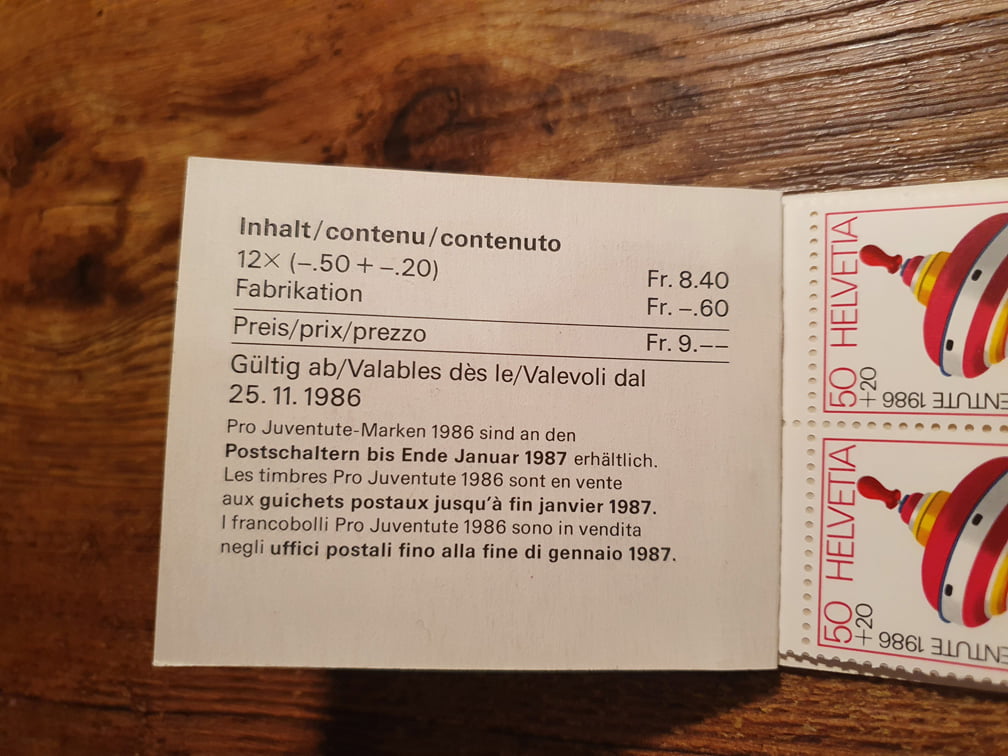 Inhalt/contenu/contenuto
12× (–.50 + –.20) Fr. 8.40
Fabrikation Fr. –.60
Preis/prix/prezzo Fr. 9.––
Gültig ab/Valables dès le/Valevoli dal
25. 11. 1986
Pro Juventute-Marken 1986 sind an den
Postschaltern bis Ende Januar 1987 erhältlich.
Les timbres Pro Juventute 1986 sont en vente
aux guichets postaux jusqu'à fin janvier 1987.
I francobolli Pro Juventute 1986 sono in vendita
negli uffici postali fino alla fine di gennaio 1987.
50 HELVETIA
+20
1986
50 HELVETIA
+20
1986